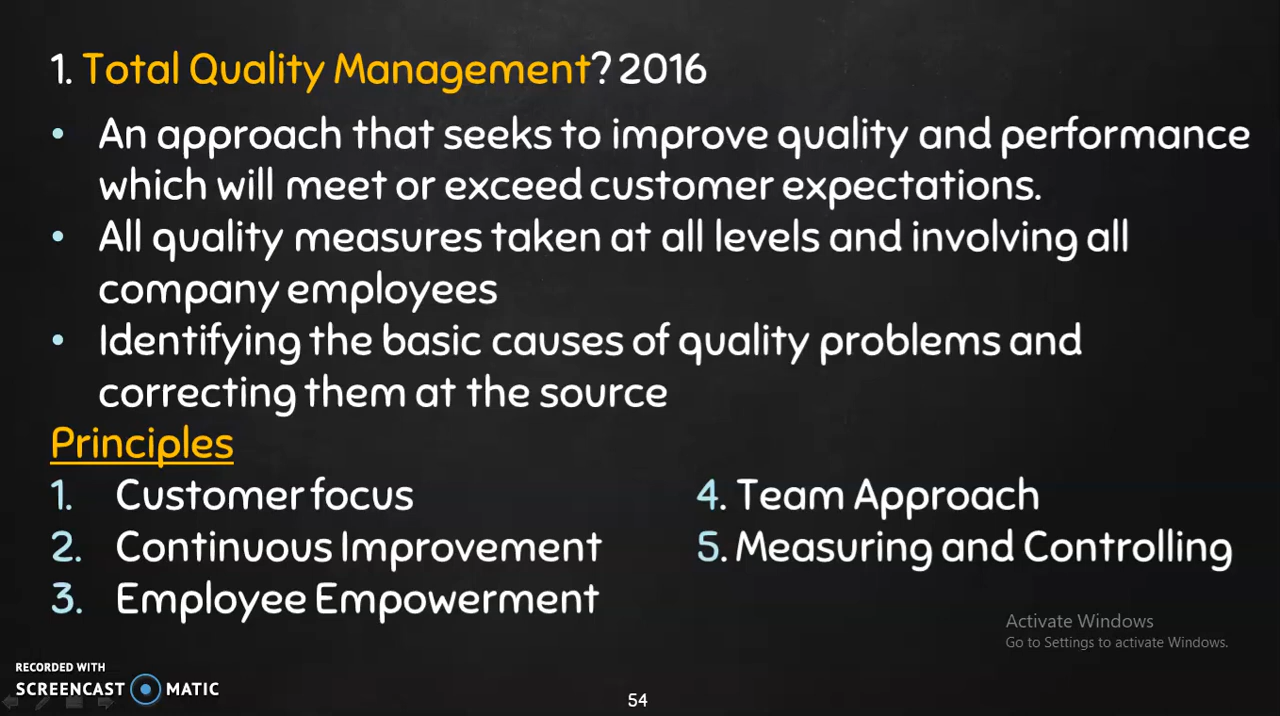 1. Total Quality Management? 2016
• An approach that seeks to improve quality and performance
which will meet or exceed customer expectations.
• All quality measures taken at all levels and involving all
company employees
• Identifying the basic causes of quality problems and
correcting them at the source
Principles
1. Customer focus
2. Continuous Improvement
3. Employee Empowerment
4. Team Approach
5. Measuring and Controlling
Activate Windows
Go to Settings to activate Windows.
RECORDED WITH
SCREENCAST MATIC
54